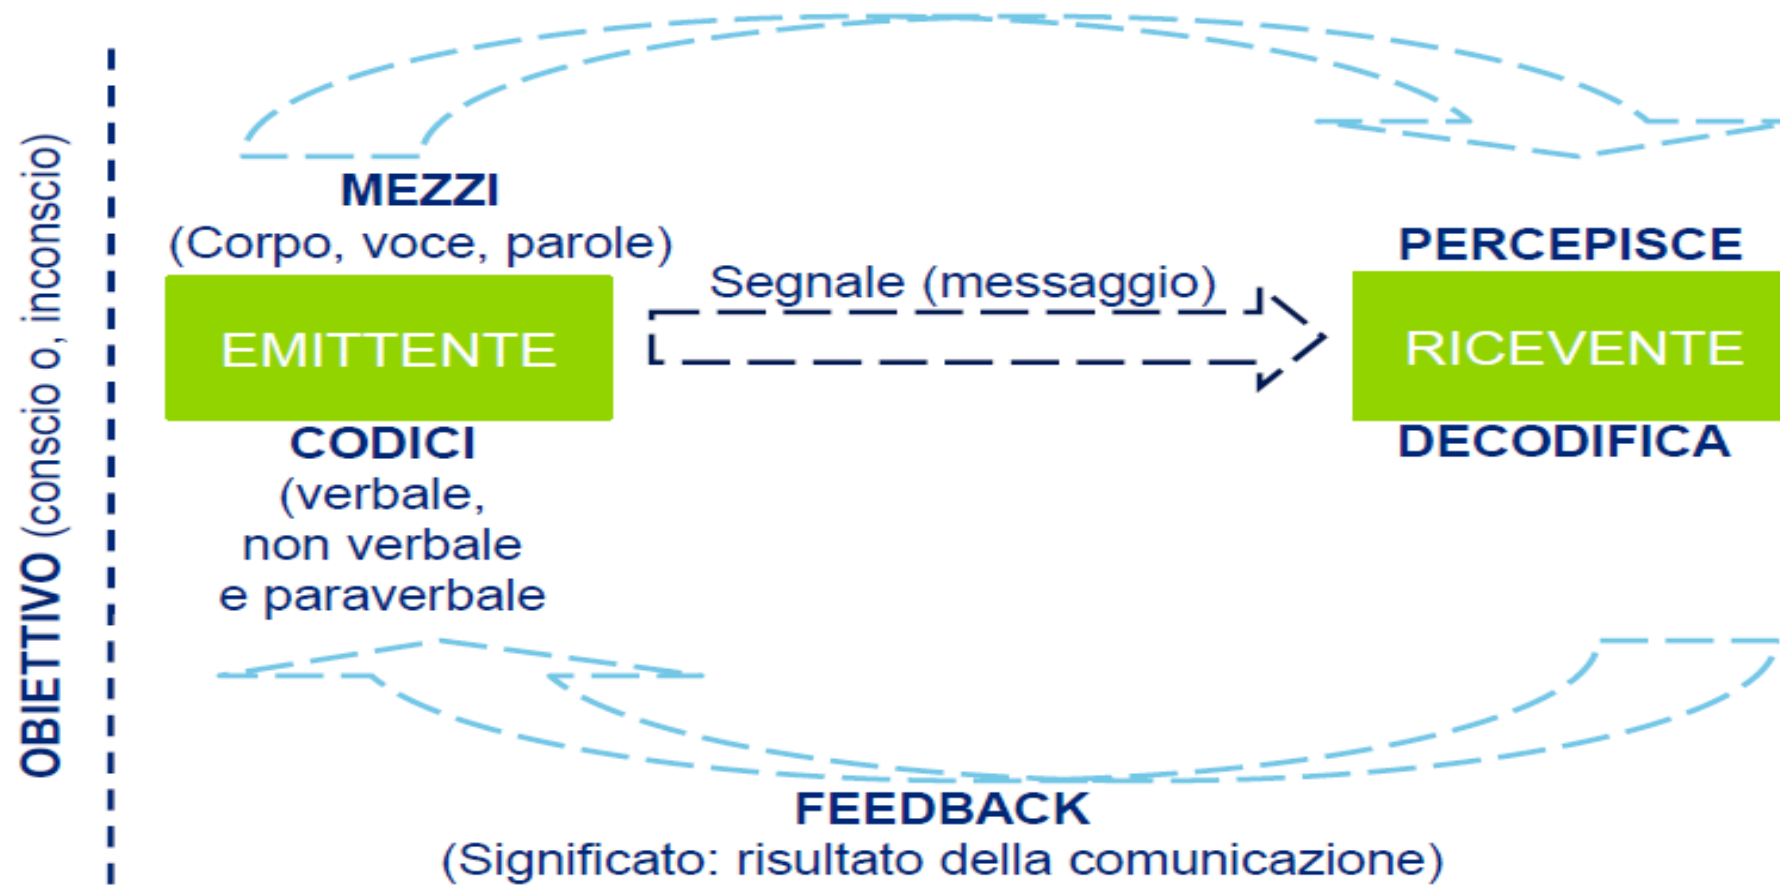 OBIETTIVO (conscio o, inconscio)
MEZZI
(Corpo, voce, parole)
EMITTENTE
CODICI
(verbale,
non verbale
e paraverbale
Segnale (messaggio)
PERCEPISCE
RICEVENTE
DECODIFICA
FEEDBACK
(Significato: risultato della comunicazione)